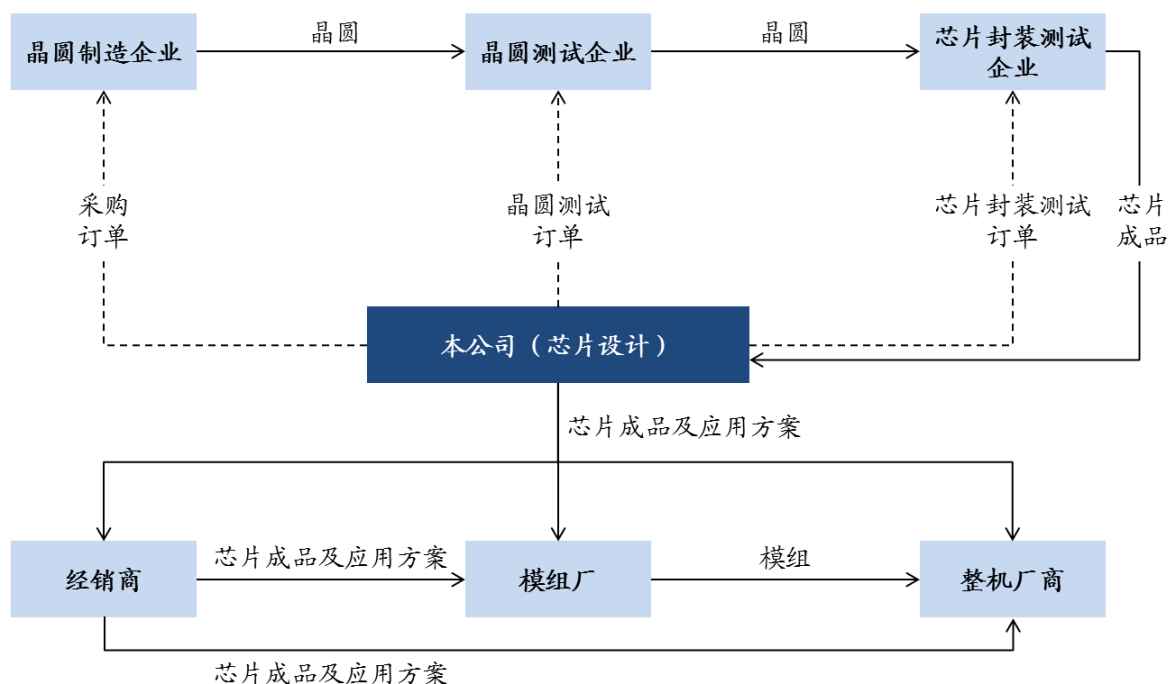 晶圆
晶圆
晶圆制造企业
晶圆测试企业
芯片封装测试
企业
采购
订单
晶圆测试
订单
芯片封装测试
订单
芯片
成品
本公司（芯片设计）
芯片成品及应用方案
经销商
芯片成品及应用方案
模组厂
模组
整机厂商
芯片成品及应用方案